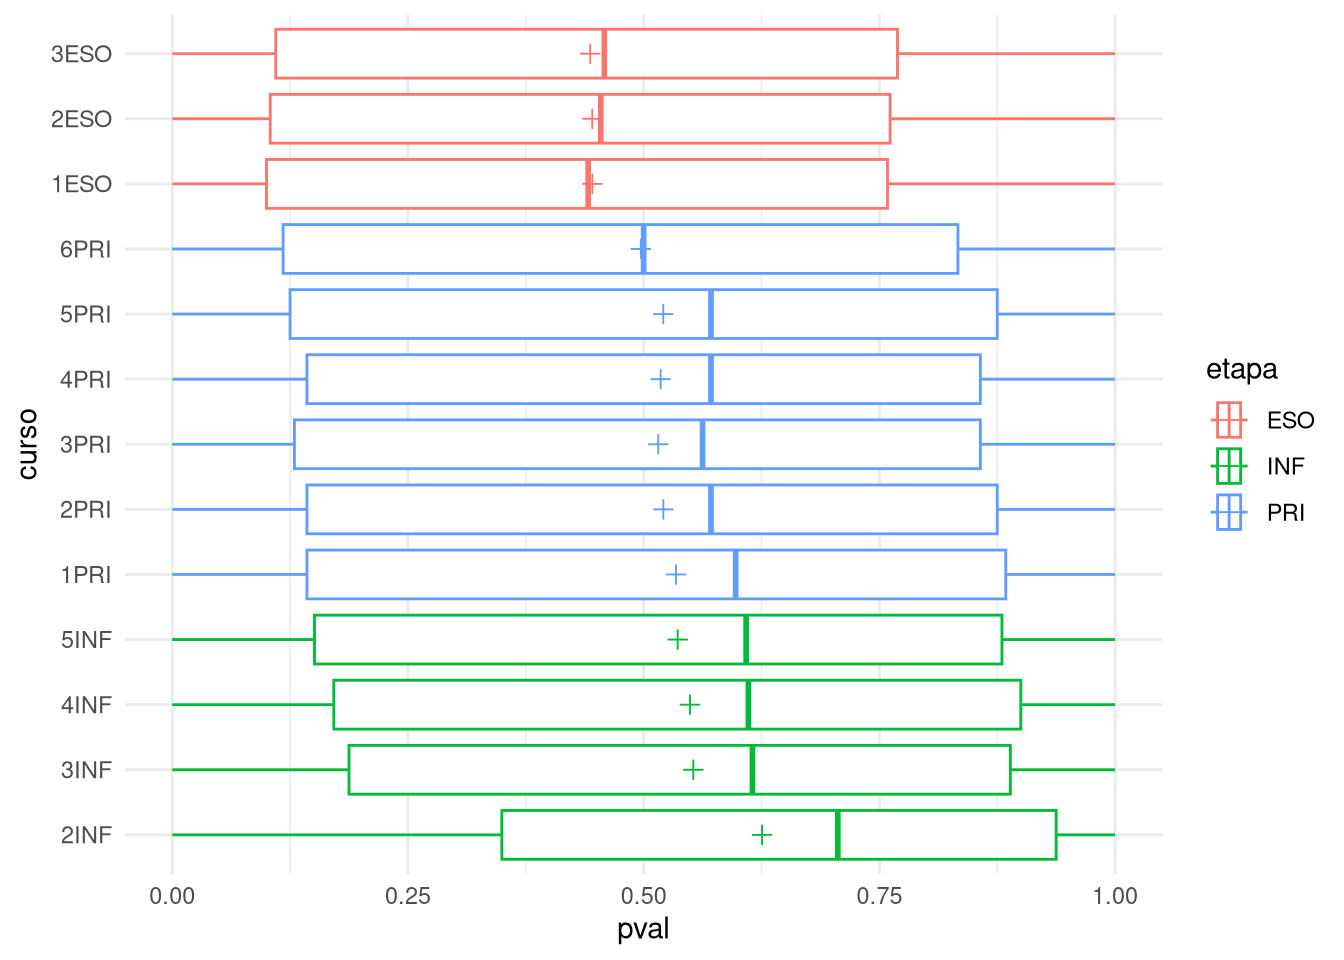 3ESO
2ESO
1ESO
6PRI
5PRI
4PRI
3PRI
2PRI
1PRI
5INF
4INF
3INF
2INF
curso
0.00 0.25 0.50 0.75 1.00
pval
etapa
ESO
INF
PRI